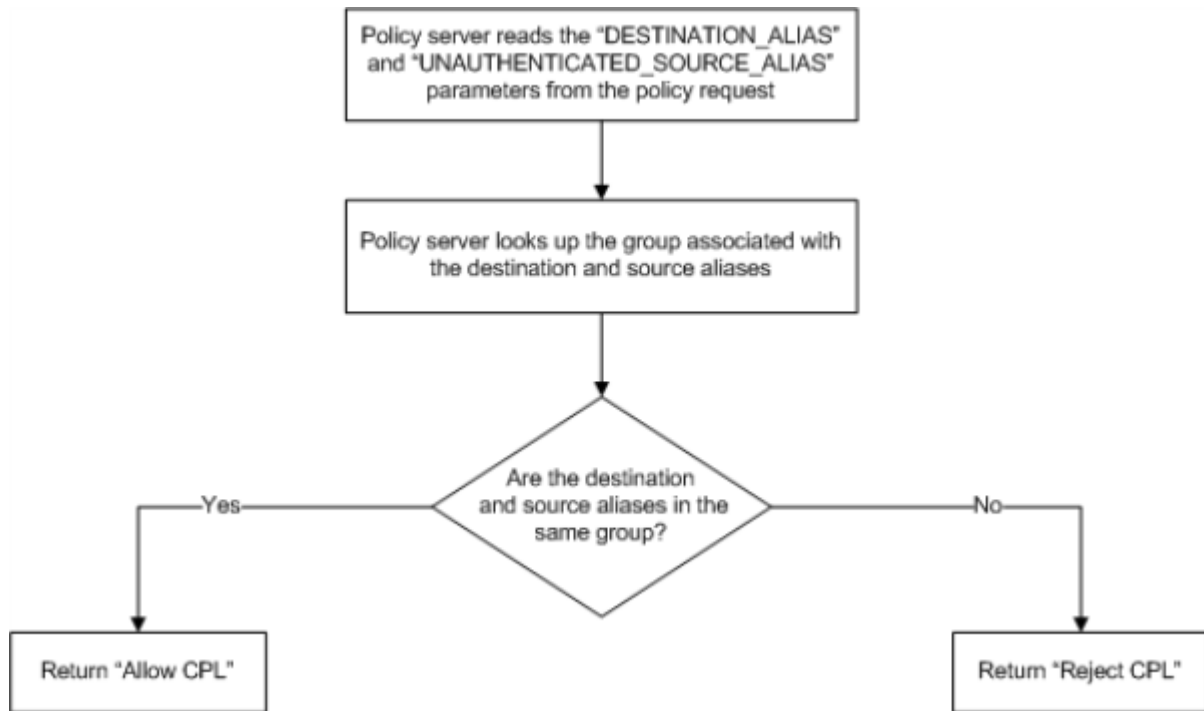 Policy server reads the “DESTINATION_ALIAS”
and “UNAUTHENTICATED_SOURCE_ALIAS”
parameters from the policy request
Policy server looks up the group associated with
the destination and source aliases
Are the destination
and source aliases in the
same group?
Yes
No
Return “Allow CPL”
Return “Reject CPL”